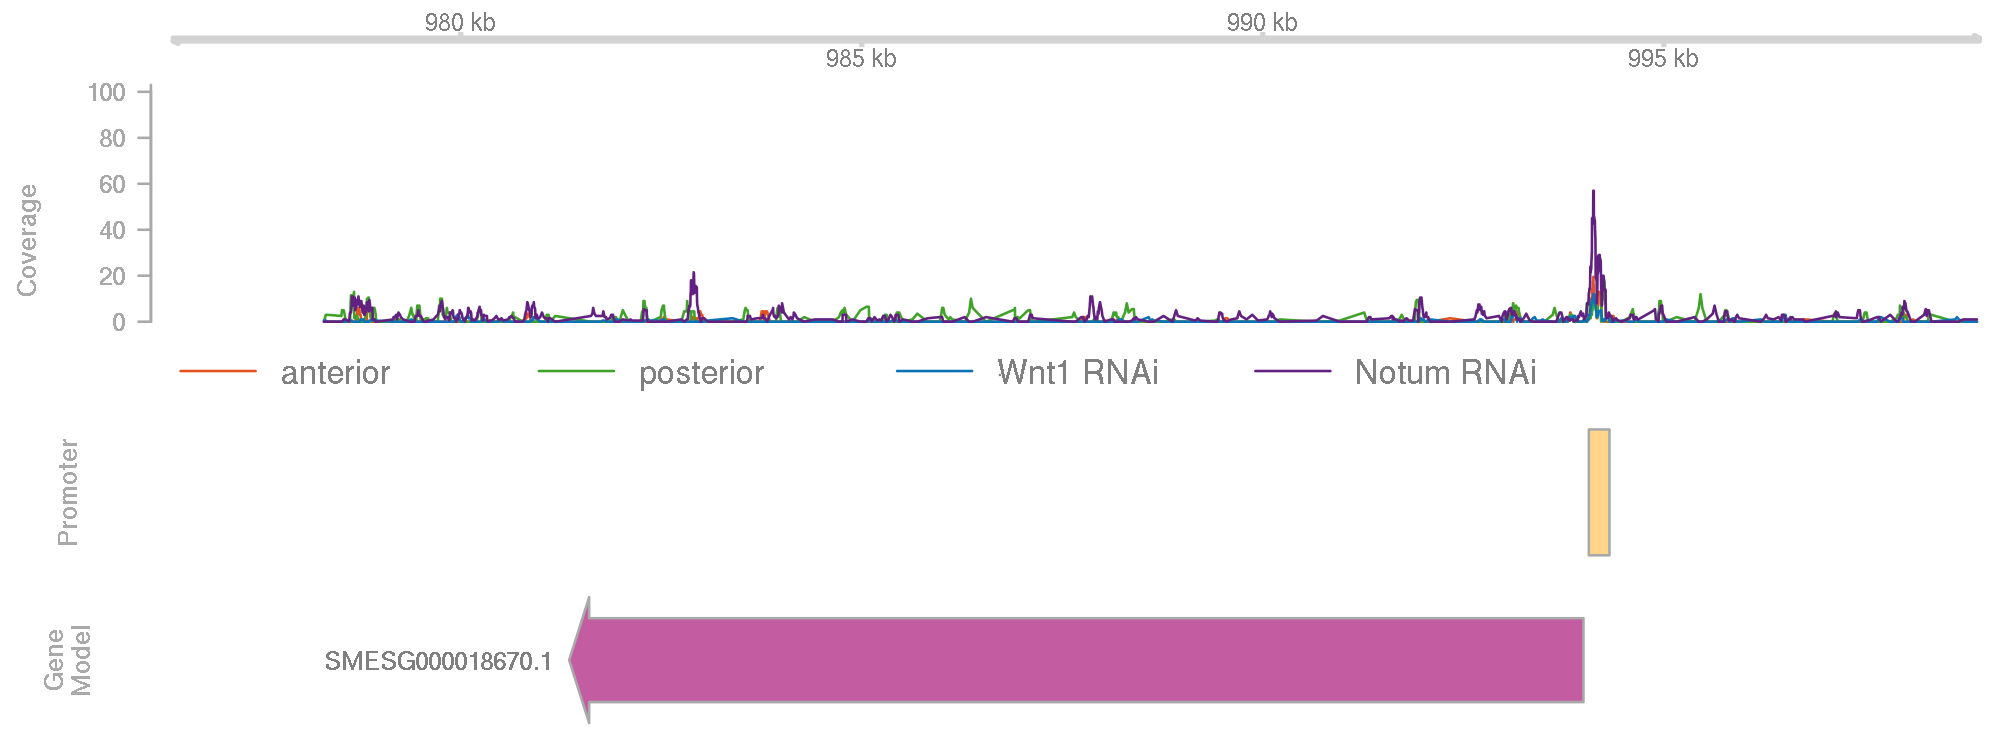 980 kb
990 kb
985 kb
995 kb
100
80
60
40
20
0
Coverage
anterior
posterior
Wnt1 RNAi
Notum RNAi
Promoter
Gene
Model
SMESG000018670.1